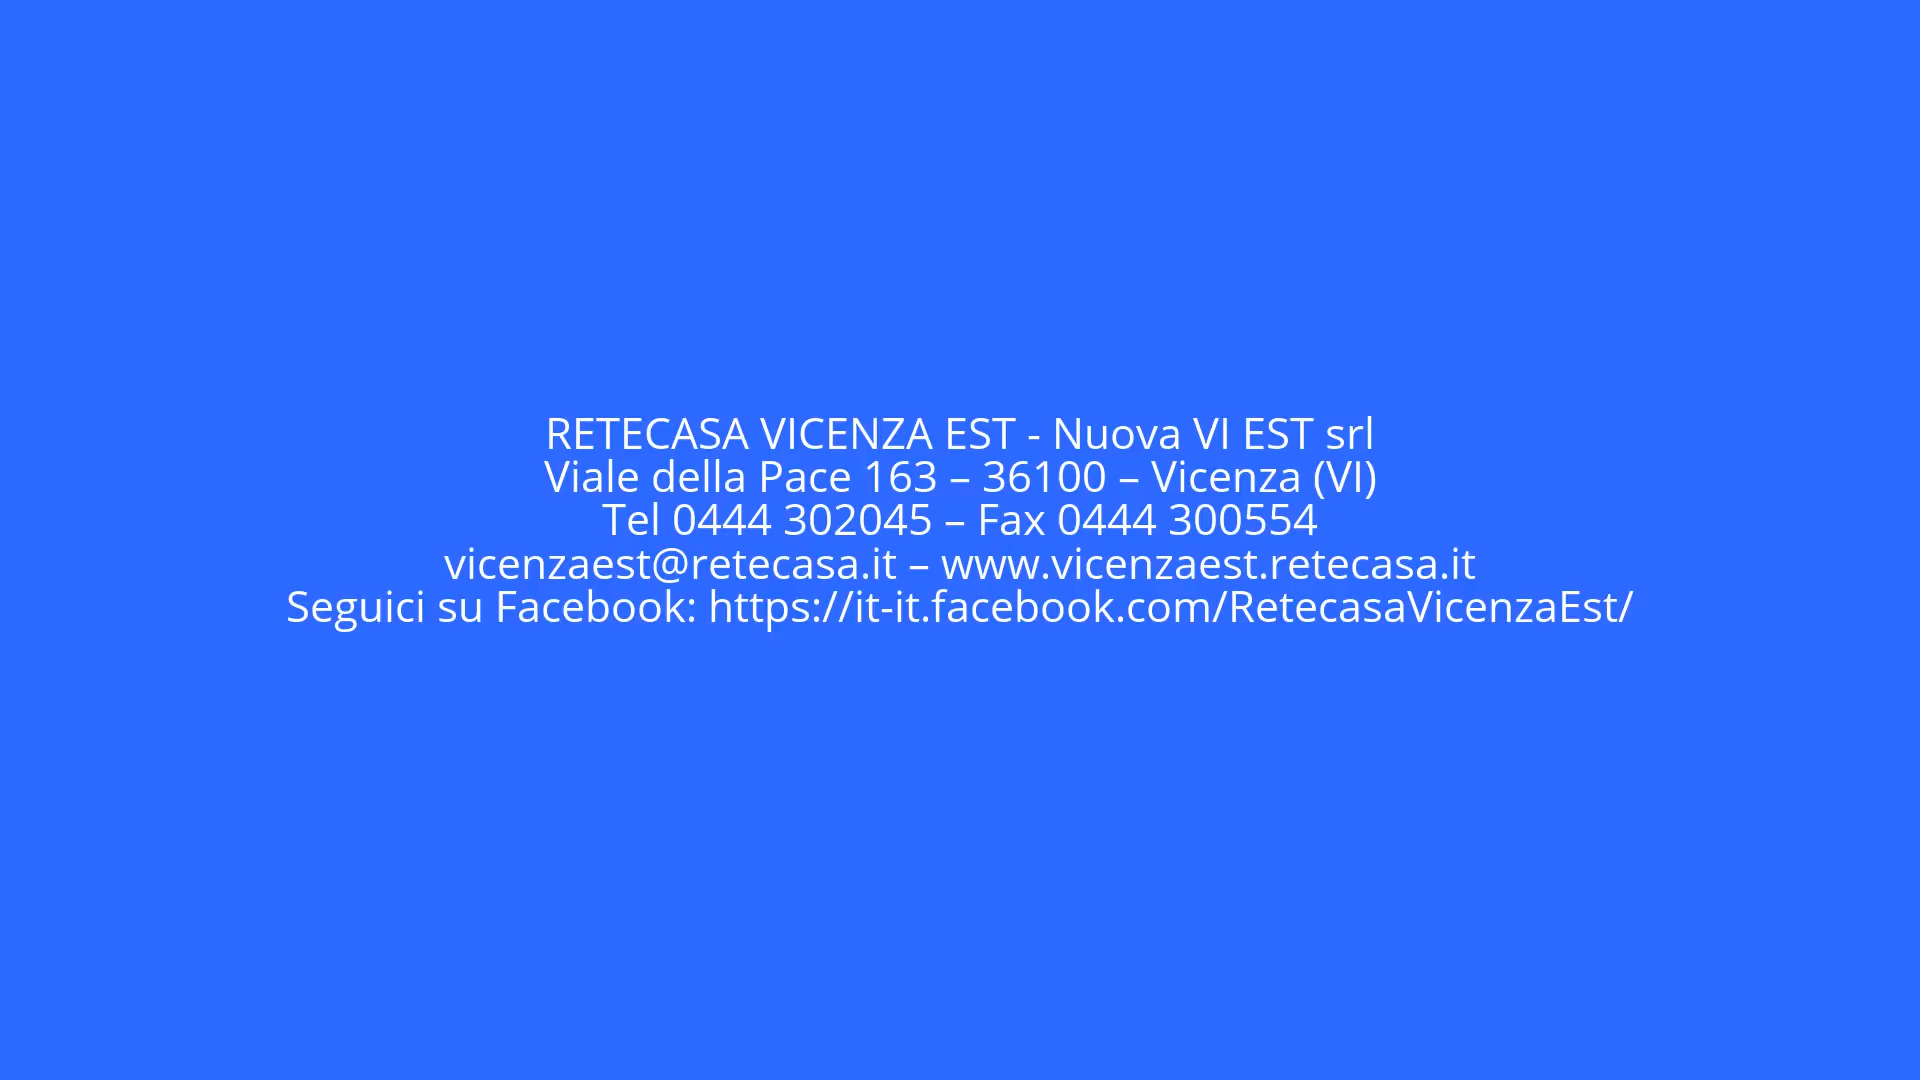 RETECASA VICENZA EST - Nuova VI EST srl
Viale della Pace 163 – 36100 – Vicenza (VI)
Tel 0444 302045 – Fax 0444 300554
vicenzaest@retecasa.it – www.vicenzaest.retecasa.it
Seguici su Facebook: https://it-it.facebook.com/RetecasaVicenzaEst/